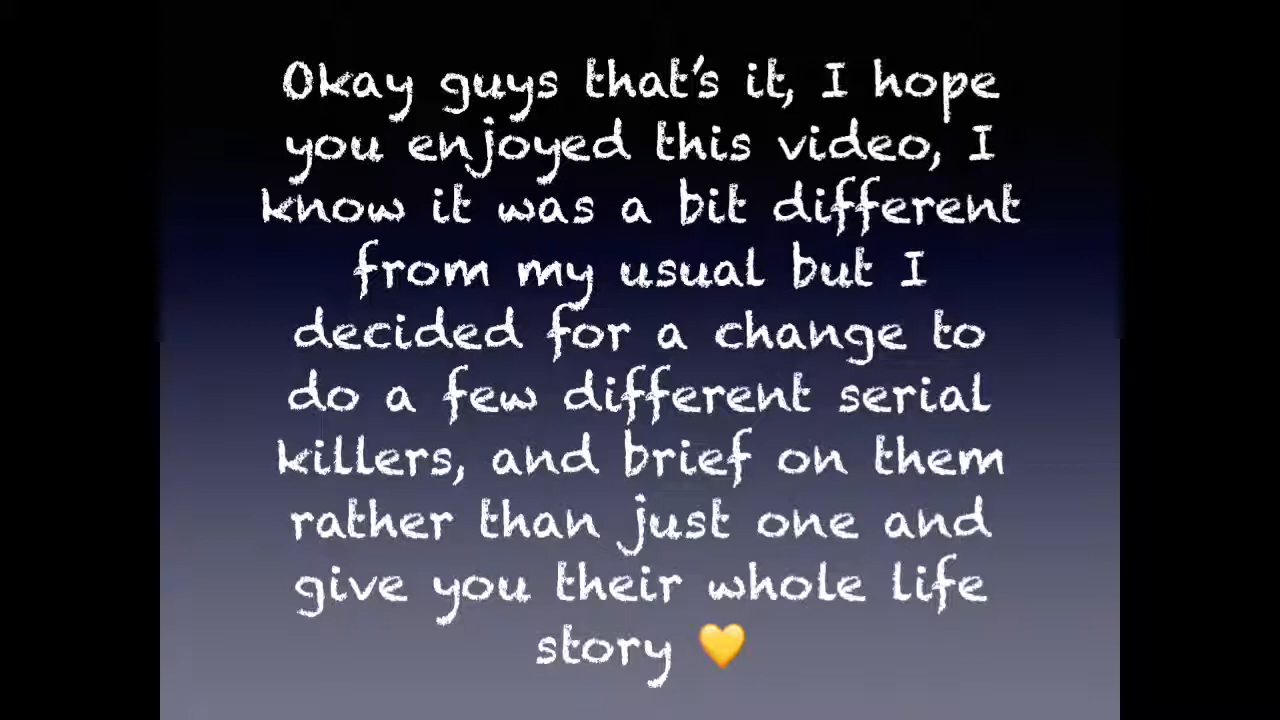 Okay guys that's it, I hope
you enjoyed this video, I
know it was a bit different
from my usual but I
decided for a change to
do a few different serial
killers, and brief on them
rather than just one and
give you their whole life
story 💛